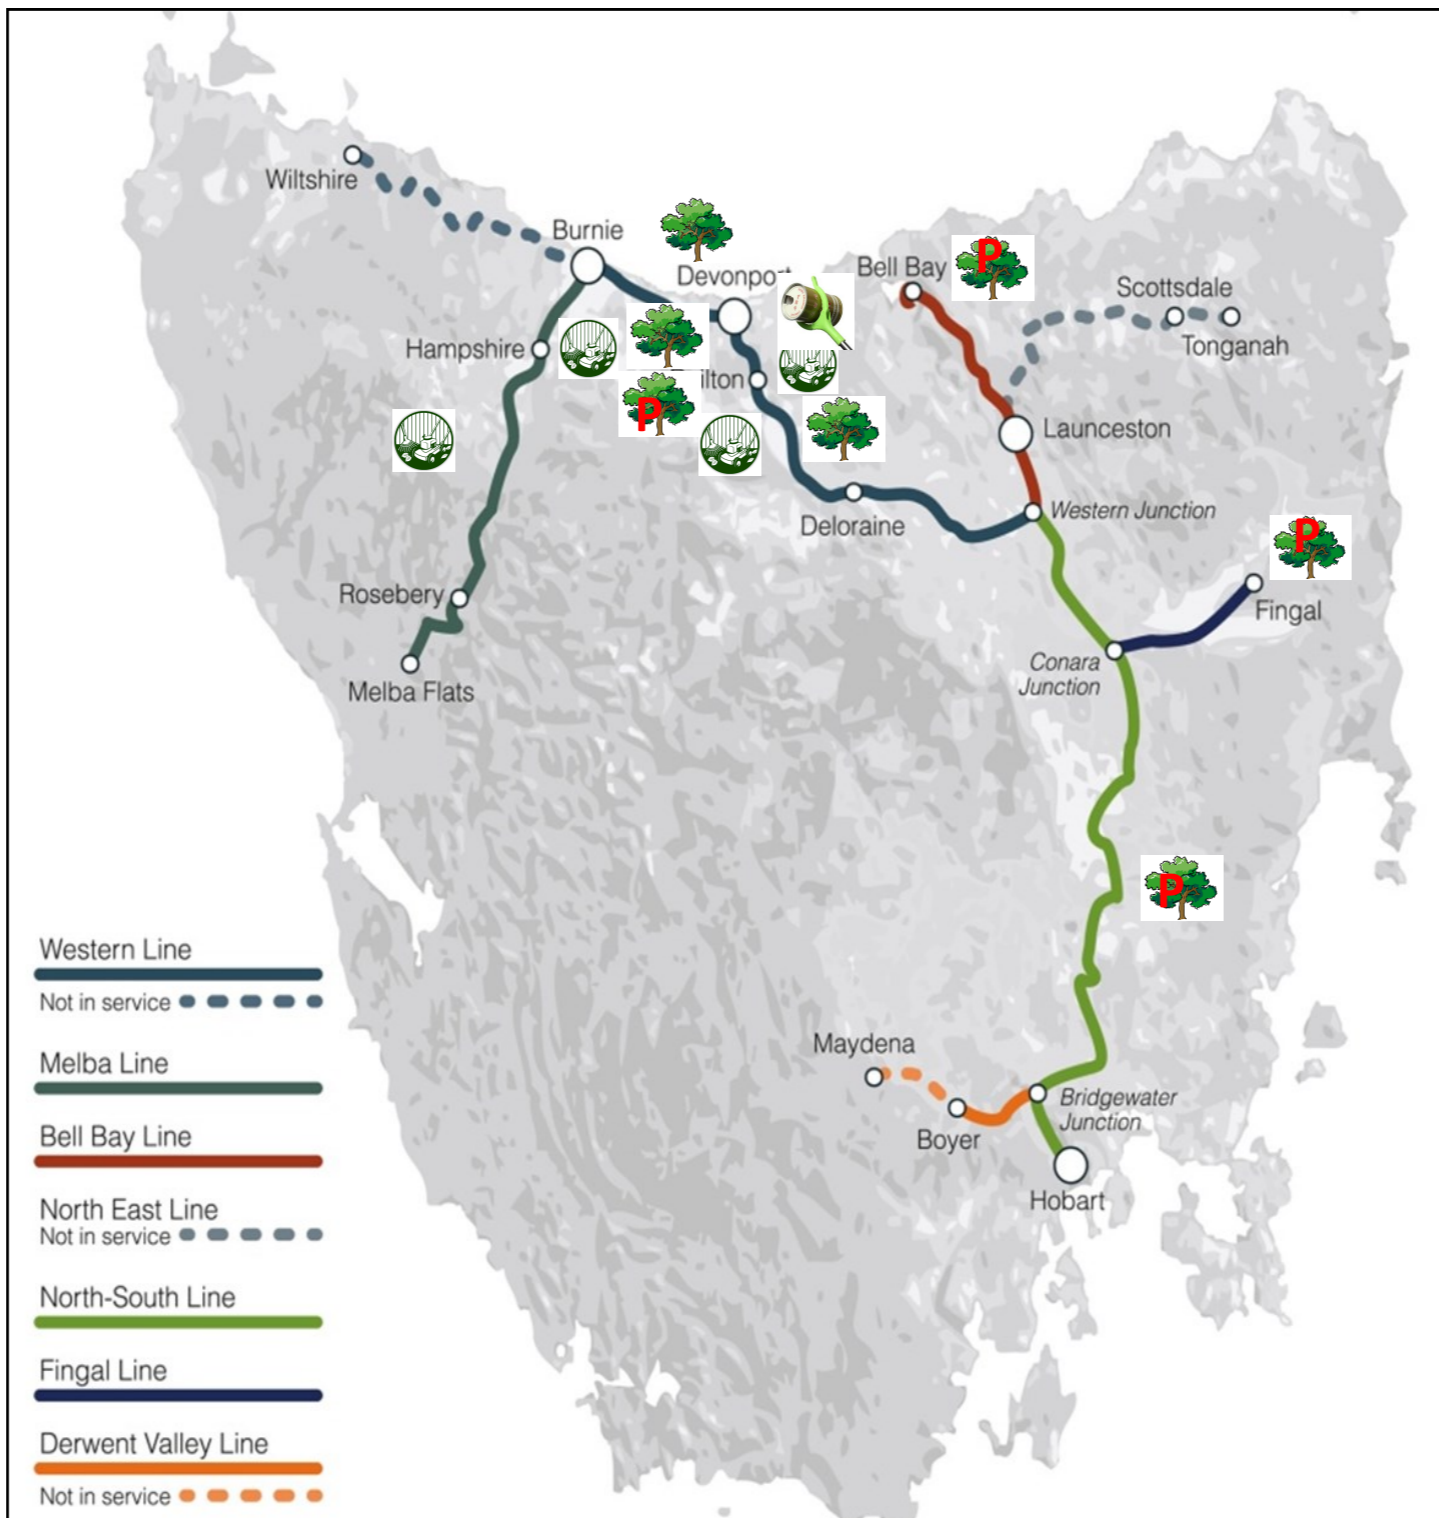 Wiltshire
Burnie
Devonport
Bell Bay
P
Scottsdale
Tonganah
Hampshire
P
ilton
Launceston
Deloraine
Western Junction
P
Rosebery
Fingal
Melba Flats
Conara
Junction
P
Western Line
Not in service
Maydena
Melba Line
Bridgewater
Junction
Bell Bay Line
Boyer
Hobart
North East Line
Not in service
North-South Line
Fingal Line
Derwent Valley Line
Not in service